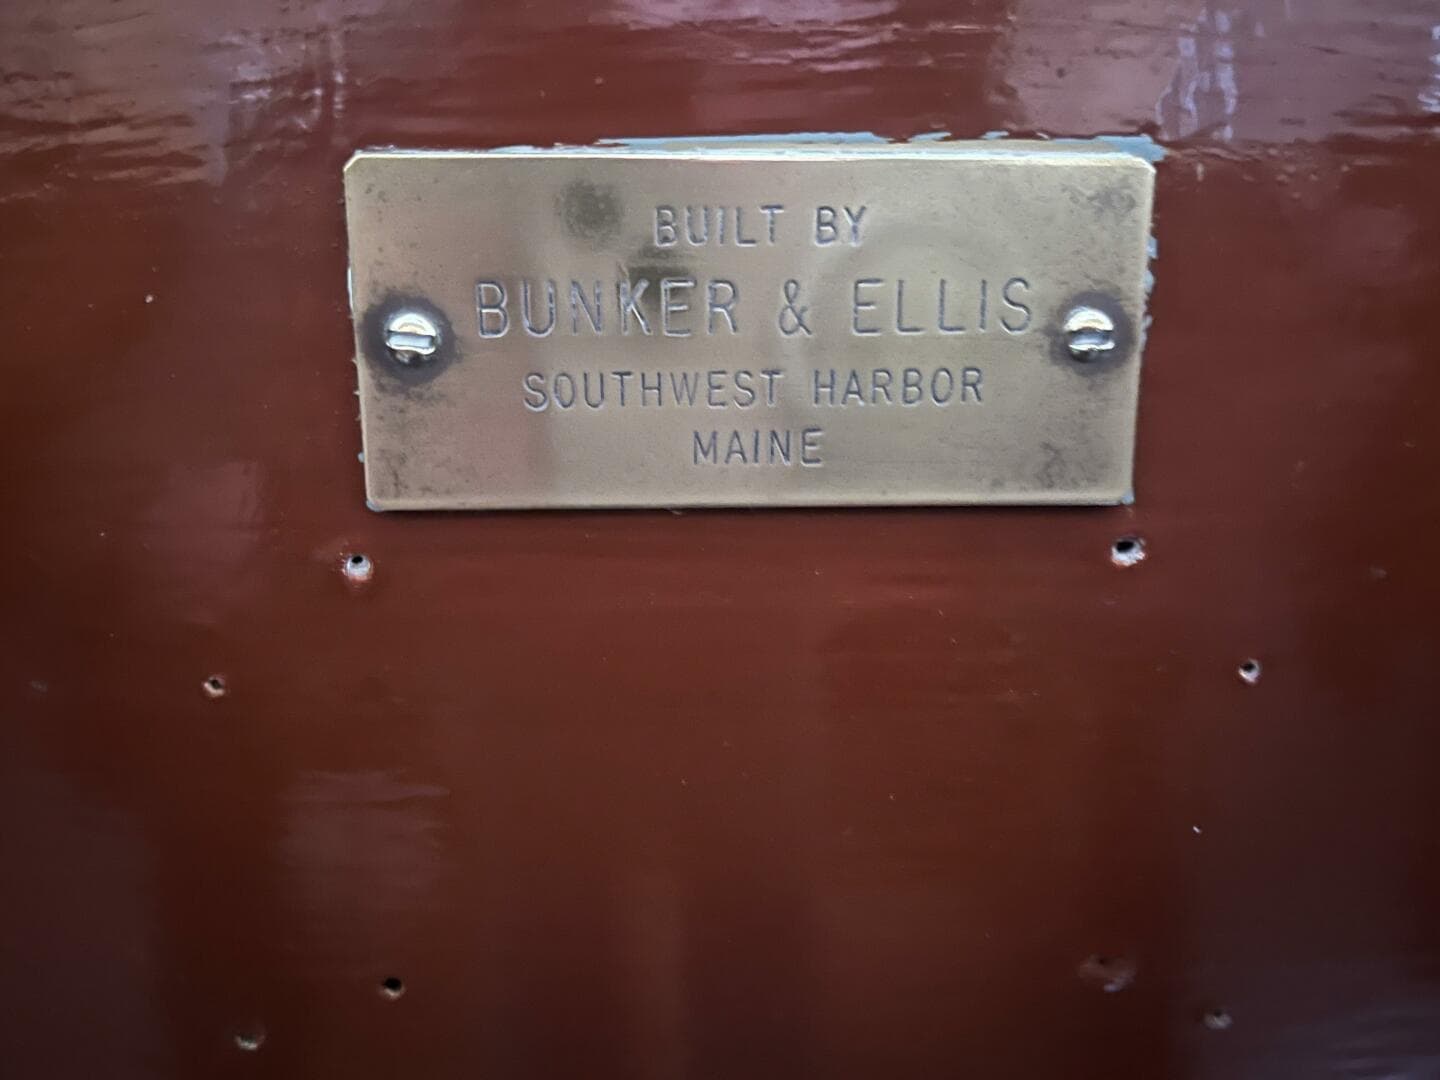 BUILT BY
BUNKER & ELLIS
SOUTHWEST HARBOR
MAINE